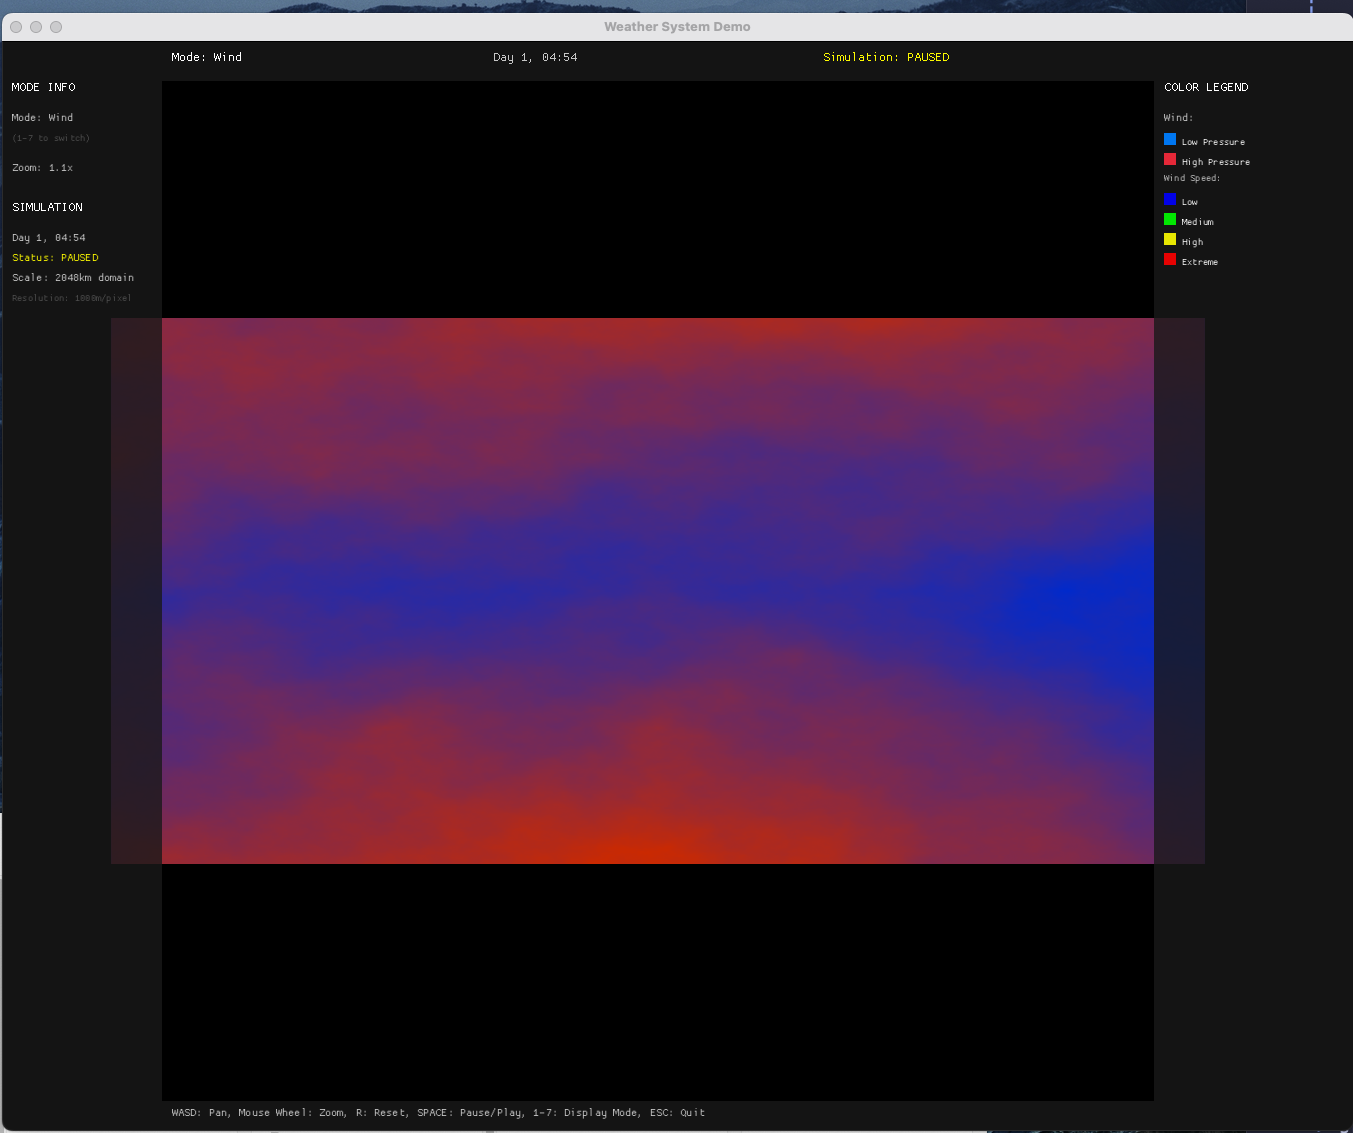 Weather System Demo
Mode: Wind
Day 1, 04:54
Simulation: PAUSED
MODE INFO
Mode: Wind
(1-7 to switch)
Zoom: 1.1x
SIMULATION
Day 1, 04:54
Status: PAUSED
Scale: 2048km domain
Resolution: 1000m/pixel
COLOR LEGEND
Wind:
Low Pressure
High Pressure
Wind Speed:
Low
Medium
High
Extreme
WASD: Pan, Mouse Wheel: Zoom, R: Reset, SPACE: Pause/Play, 1-7: Display Mode, ESC: Quit